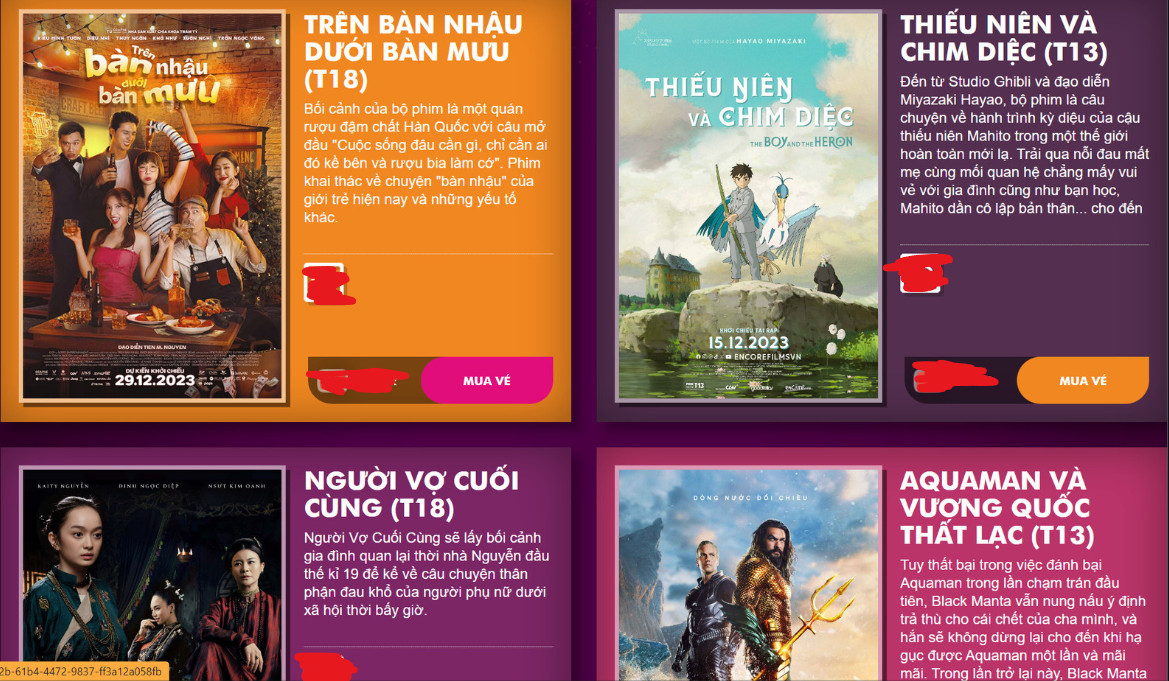 Trên
bàn nhậu
dưới
bàn mưu
ĐẠO DIỄN TIEN M. NGUYEN
DỰ KIẾN KHỞI CHIẾU
29.12.2023
TRÊN BÀN NHẬU
DƯỚI BÀN MƯU
(T18)
Bối cảnh của bộ phim là một quán
rượu đậm chất Hàn Quốc với câu mở
đầu "Cuộc sống đâu cần gì, chỉ cần ai
đó kề bên và rượu bia làm cớ". Phim
khai thác về chuyện "bàn nhậu" của
giới trẻ hiện nay và những yếu tố
khác.
MUA VÉ
HAYAO MIYAZAKI
THIẾU NIÊN
VÀ CHIM DIỆC
THE BOY AND THE HERON
KHỞI CHIẾU TẠI RẠP
15.12.2023
ENCOREFILMSVN
THIẾU NIÊN VÀ
CHIM DIỆC (T13)
Đến từ Studio Ghibli và đạo diễn
Miyazaki Hayao, bộ phim là câu
chuyện về hành trình kỳ diệu của cậu
thiếu niên Mahito trong một thế giới
hoàn toàn mới lạ. Trải qua nỗi đau mất
mẹ cùng mối quan hệ chẳng mấy vui
vẻ với gia đình cũng như bạn học,
Mahito dần cô lập bản thân... cho đến
MUA VÉ
KAITY NGUYỄN ĐINH NGỌC DIỆP NSƯT KIM OANH
NGƯỜI VỢ CUỐI
CÙNG (T18)
Người Vợ Cuối Cùng sẽ lấy bối cảnh
gia đình quan lại thời nhà Nguyễn đầu
thế kỉ 19 để kể về câu chuyện thân
phận đau khổ của người phụ nữ dưới
xã hội thời bấy giờ.
2b-61b4-4472-9837-ff3a12a058fb
DÒNG NƯỚC ĐỔI CHIỀU
AQUAMAN VÀ
VƯƠNG QUỐC
THẤT LẠC (T13)
Tuy thất bại trong việc đánh bại
Aquaman trong lần chạm trán đầu
tiên, Black Manta vẫn nung nấu ý định
trả thù cho cái chết của cha mình, và
hắn sẽ không dừng lại cho đến khi hạ
gục được Aquaman một lần và mãi
mãi. Trong lần trở lại này, Black Manta